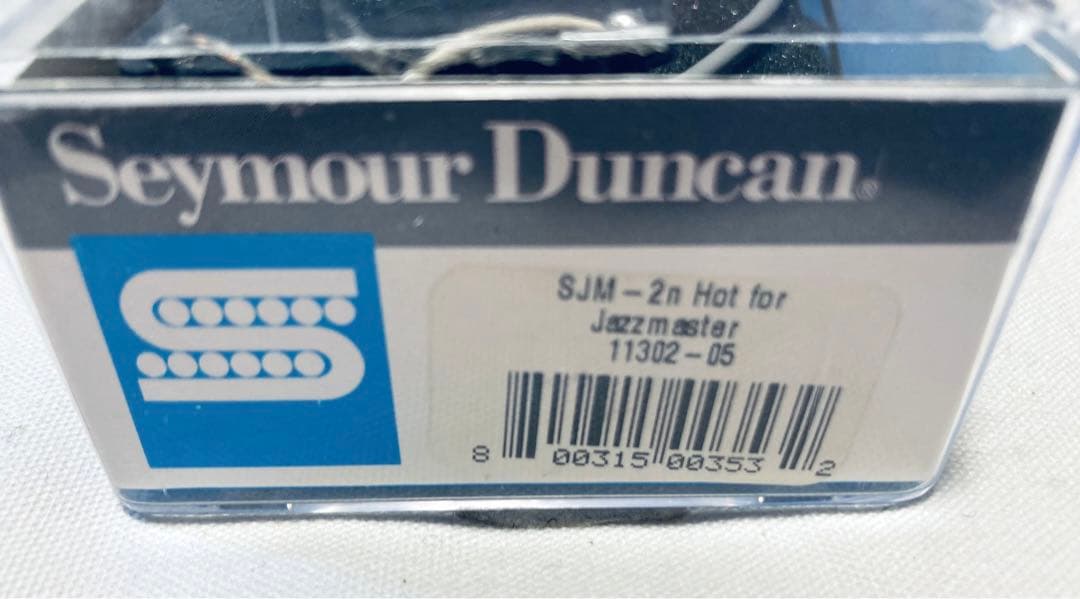 Seymour Duncan®
SJM-2n Hot for
Jazzmaster
11302-05
8 00315 00353 2